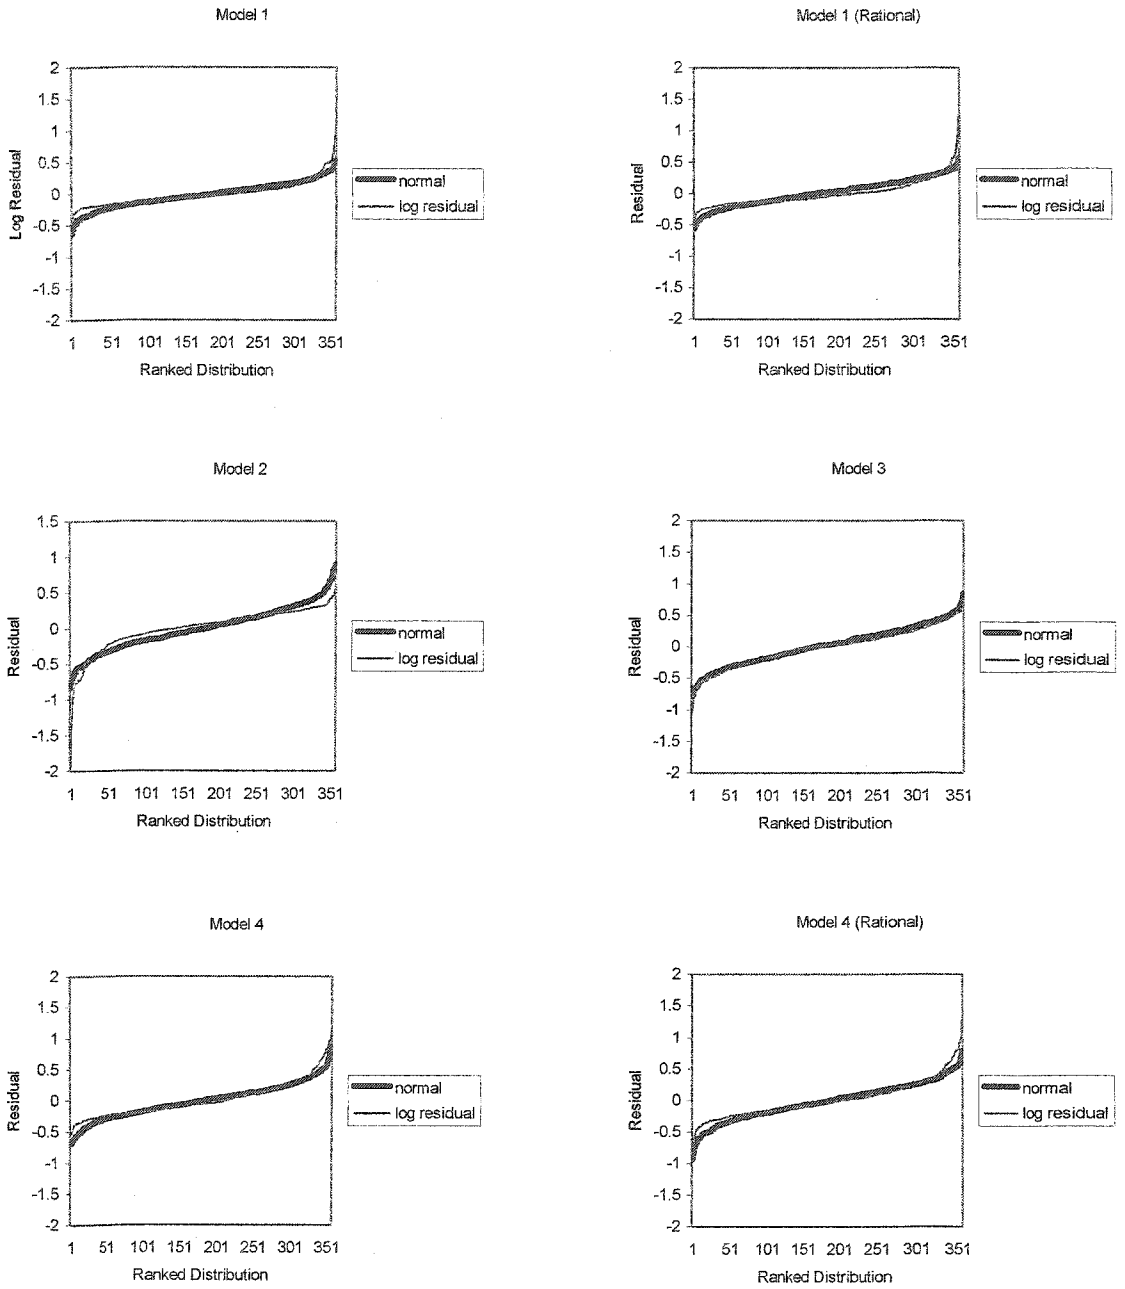 Model 1
2
1.5
1
0.5
0
-0.5
-1
-1.5
-2
Log Residual
1 51 101 151 201 251 301 351
Ranked Distribution
normal
log residual
Model 1 (Rational)
2
1.5
1
0.5
0
-0.5
-1
-1.5
-2
Residual
1 51 101 151 201 251 301 351
Ranked Distribution
normal
log residual
Model 2
1.5
1
0.5
0
-0.5
-1
-1.5
-2
Residual
1 51 101 151 201 251 301 351
Ranked Distribution
normal
log residual
Model 3
2
1.5
1
0.5
0
-0.5
-1
-1.5
-2
Residual
1 51 101 151 201 251 301 351
Ranked Distribution
normal
log residual
Model 4
2
1.5
1
0.5
0
-0.5
-1
-1.5
-2
Residual
1 51 101 151 201 251 301 351
Ranked Distribution
normal
log residual
Model 4 (Rational)
2
1.5
1
0.5
0
-0.5
-1
-1.5
-2
Residual
1 51 101 151 201 251 301 351
Ranked Distribution
normal
log residual